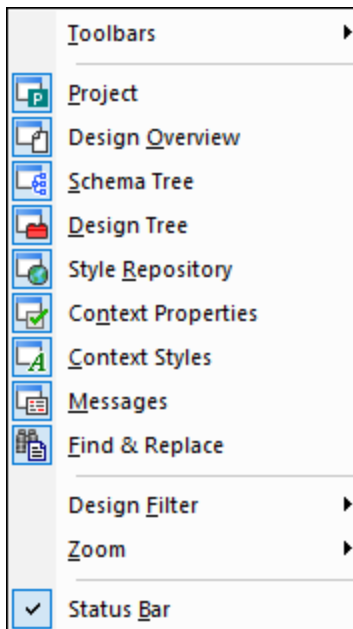 Toolbars
Project
Design Overview
Schema Tree
Design Tree
Style Repository
Context Properties
Context Styles
Messages
Find & Replace
Design Filter
Zoom
Status Bar